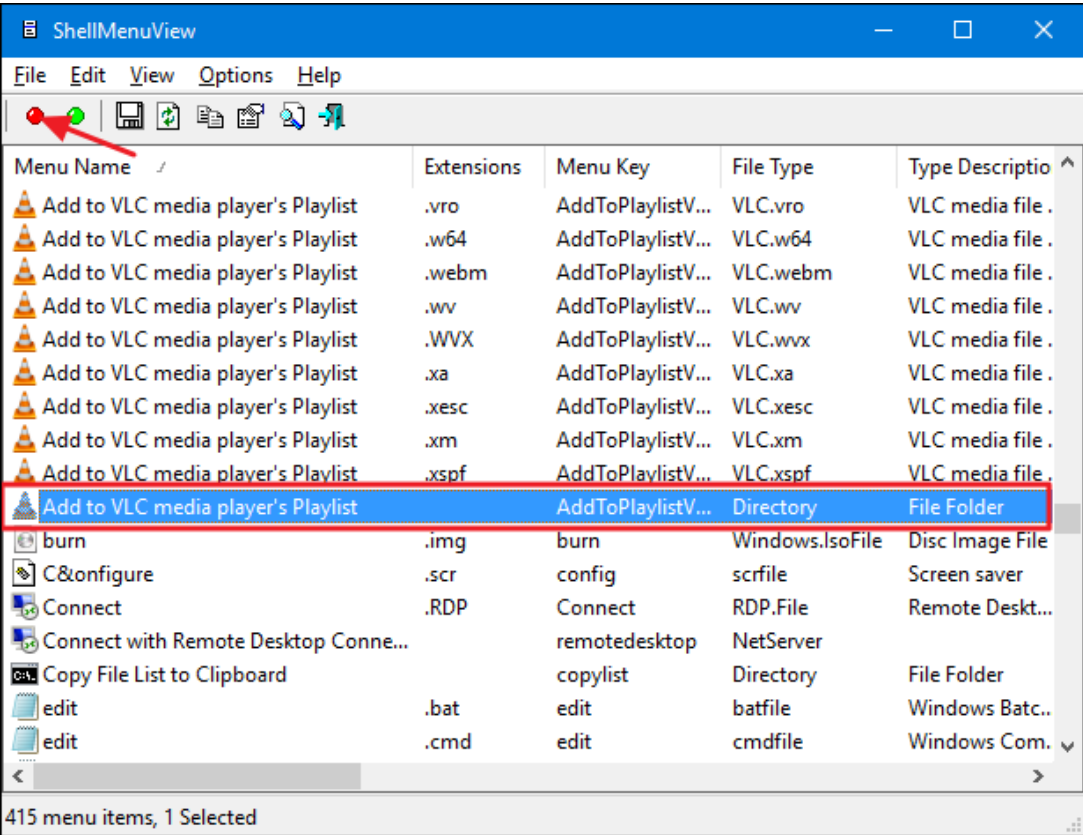 ShellMenuView
File Edit View Options Help
Menu Name Extensions Menu Key File Type Type Descriptio
Add to VLC media player's Playlist .vro AddToPlaylistV... VLC.vro VLC media file .
Add to VLC media player's Playlist .w64 AddToPlaylistV... VLC.w64 VLC media file .
Add to VLC media player's Playlist .webm AddToPlaylistV... VLC.webm VLC media file .
Add to VLC media player's Playlist .wv AddToPlaylistV... VLC.wv VLC media file .
Add to VLC media player's Playlist .WVX AddToPlaylistV... VLC.wvx VLC media file .
Add to VLC media player's Playlist .xa AddToPlaylistV... VLC.xa VLC media file .
Add to VLC media player's Playlist .xesc AddToPlaylistV... VLC.xesc VLC media file .
Add to VLC media player's Playlist .xm AddToPlaylistV... VLC.xm VLC media file .
Add to VLC media player's Playlist .xspf AddToPlaylistV... VLC.xspf VLC media file .
Add to VLC media player's Playlist AddToPlaylistV... Directory File Folder
burn .img burn Windows.IsoFile Disc Image File
C&onfigure .scr config scrfile Screen saver
Connect .RDP Connect RDP.File Remote Deskt...
Connect with Remote Desktop Conne... remotedesktop NetServer
Copy File List to Clipboard copylist Directory File Folder
edit .bat edit batfile Windows Batc..
edit .cmd edit cmdfile Windows Com.
415 menu items, 1 Selected